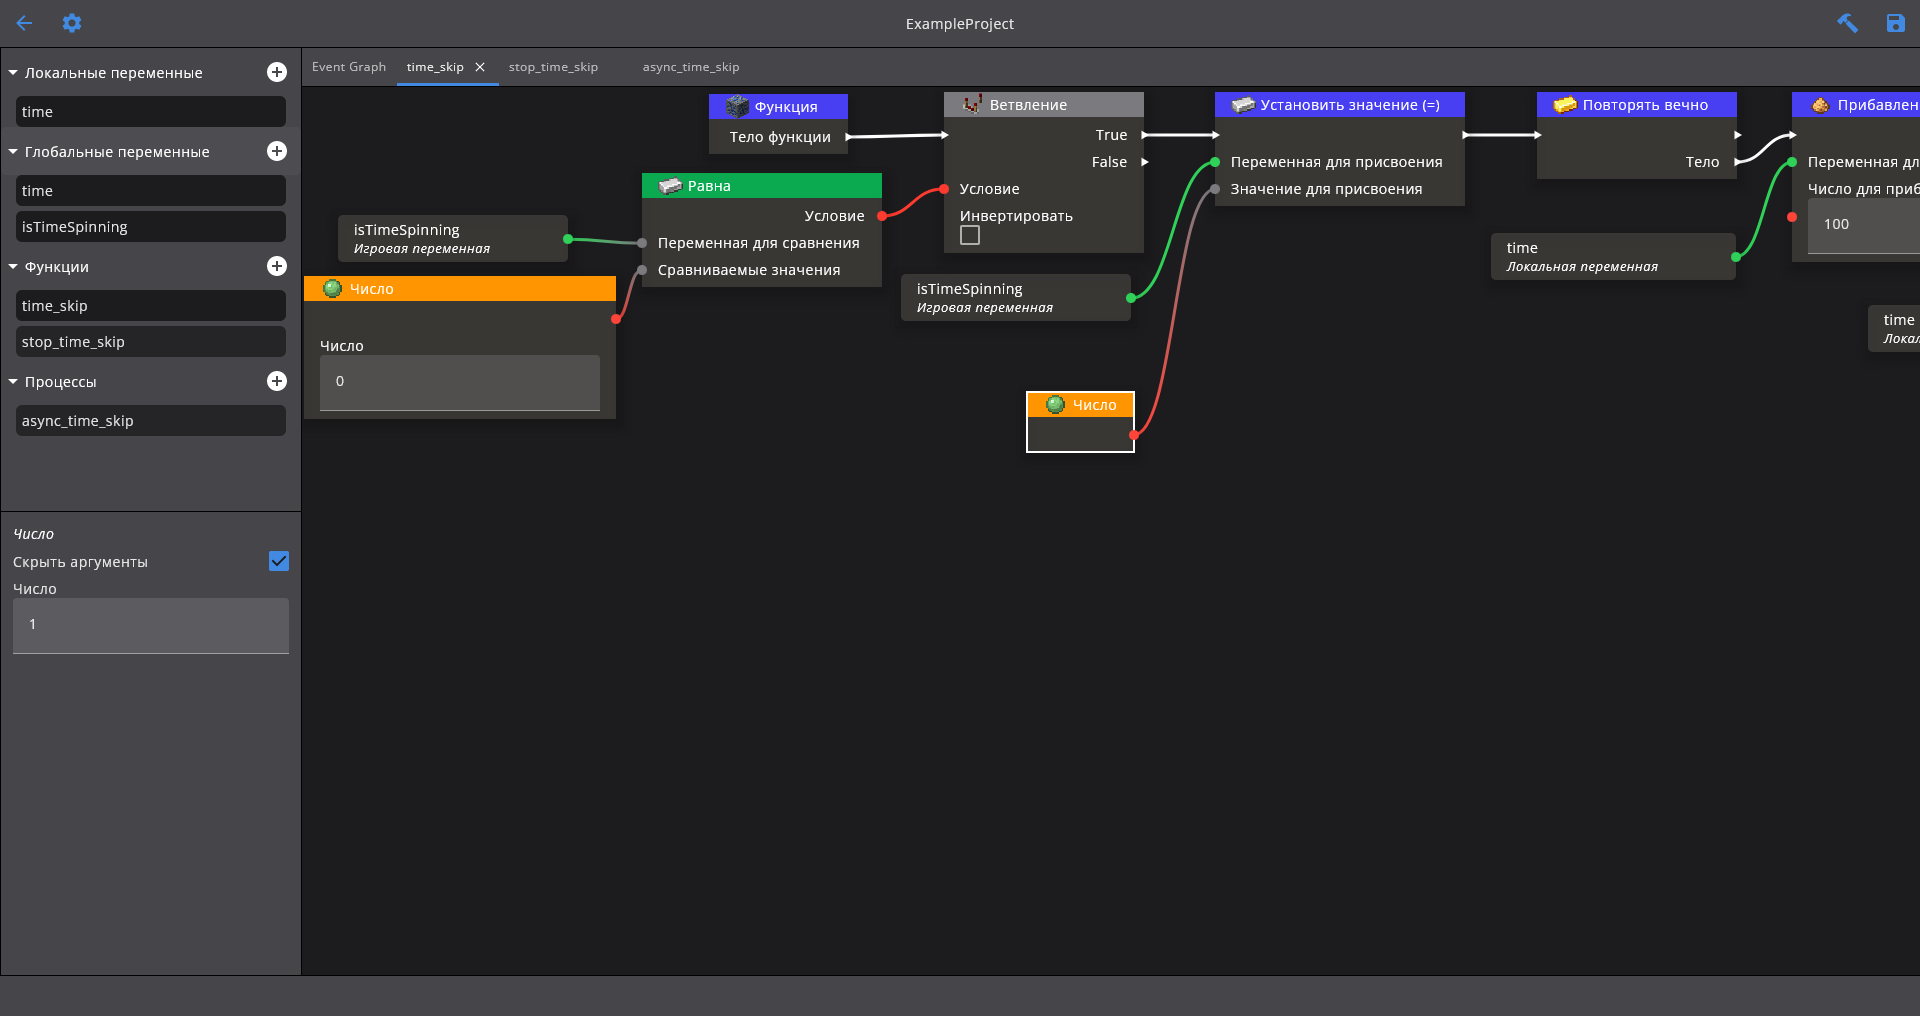 ExampleProject
Локальные переменные
time
Глобальные переменные
time
isTimeSpinning
Функции
time_skip
stop_time_skip
Процессы
async_time_skip
Число
Скрыть аргументы
Число
1
Event Graph
time_skip
stop_time_skip
async_time_skip
Функция
Тело функции
Равна
Условие
Переменная для сравнения
Сравниваемые значения
isTimeSpinning
Игровая переменная
Число
Число
0
Ветвление
True
False
Условие
Инвертировать
isTimeSpinning
Игровая переменная
Число
Установить значение (=)
Переменная для присвоения
Значение для присвоения
Повторять вечно
Тело
time
Локальная переменная
Прибавлен
Переменная дл
Число для приб
100
time
Локал